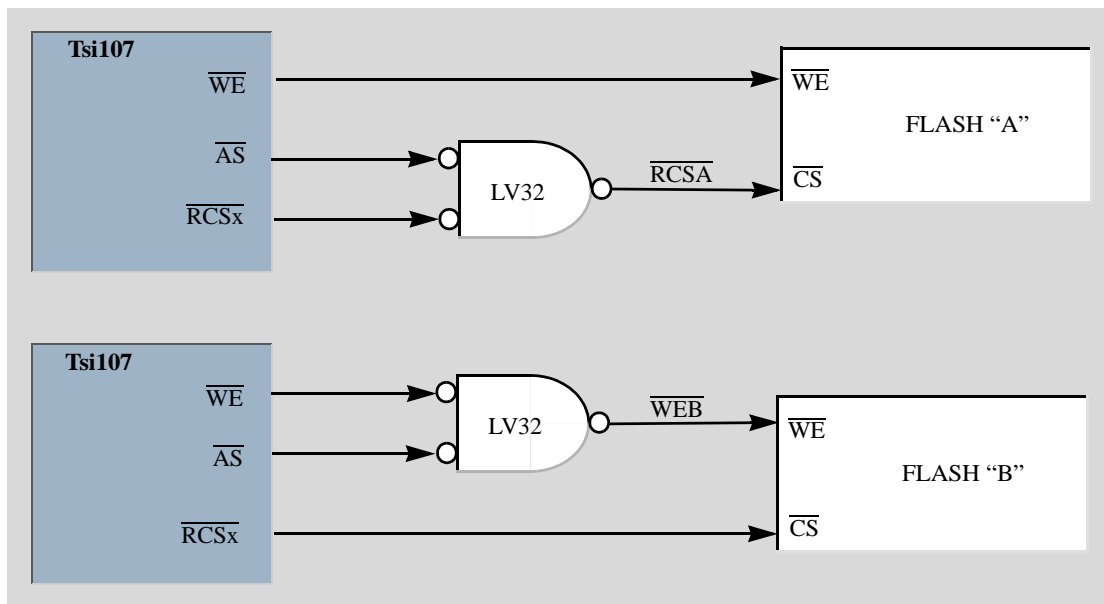 Tsi107
WE
AS
RCSx
LV32
RCSA
WE
FLASH “A”
CS
Tsi107
WE
AS
RCSx
LV32
WEB
WE
FLASH “B”
CS